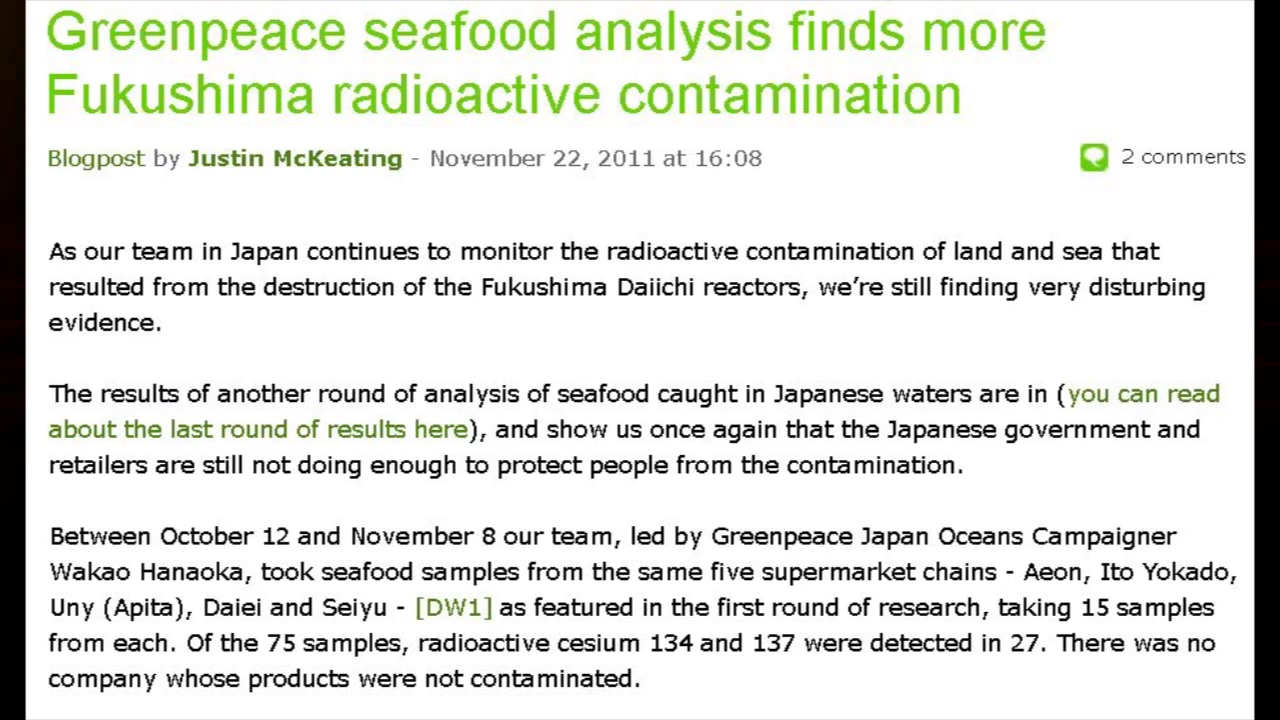 Greenpeace seafood analysis finds more
Fukushima radioactive contamination
Blogpost by Justin McKeating - November 22, 2011 at 16:08
2 comments
As our team in Japan continues to monitor the radioactive contamination of land and sea that
resulted from the destruction of the Fukushima Daiichi reactors, we’re still finding very disturbing
evidence.
The results of another round of analysis of seafood caught in Japanese waters are in (you can read
about the last round of results here), and show us once again that the Japanese government and
retailers are still not doing enough to protect people from the contamination.
Between October 12 and November 8 our team, led by Greenpeace Japan Oceans Campaigner
Wakao Hanaoka, took seafood samples from the same five supermarket chains - Aeon, Ito Yokado,
Uny (Apita), Daiei and Seiyu - [DW1] as featured in the first round of research, taking 15 samples
from each. Of the 75 samples, radioactive cesium 134 and 137 were detected in 27. There was no
company whose products were not contaminated.